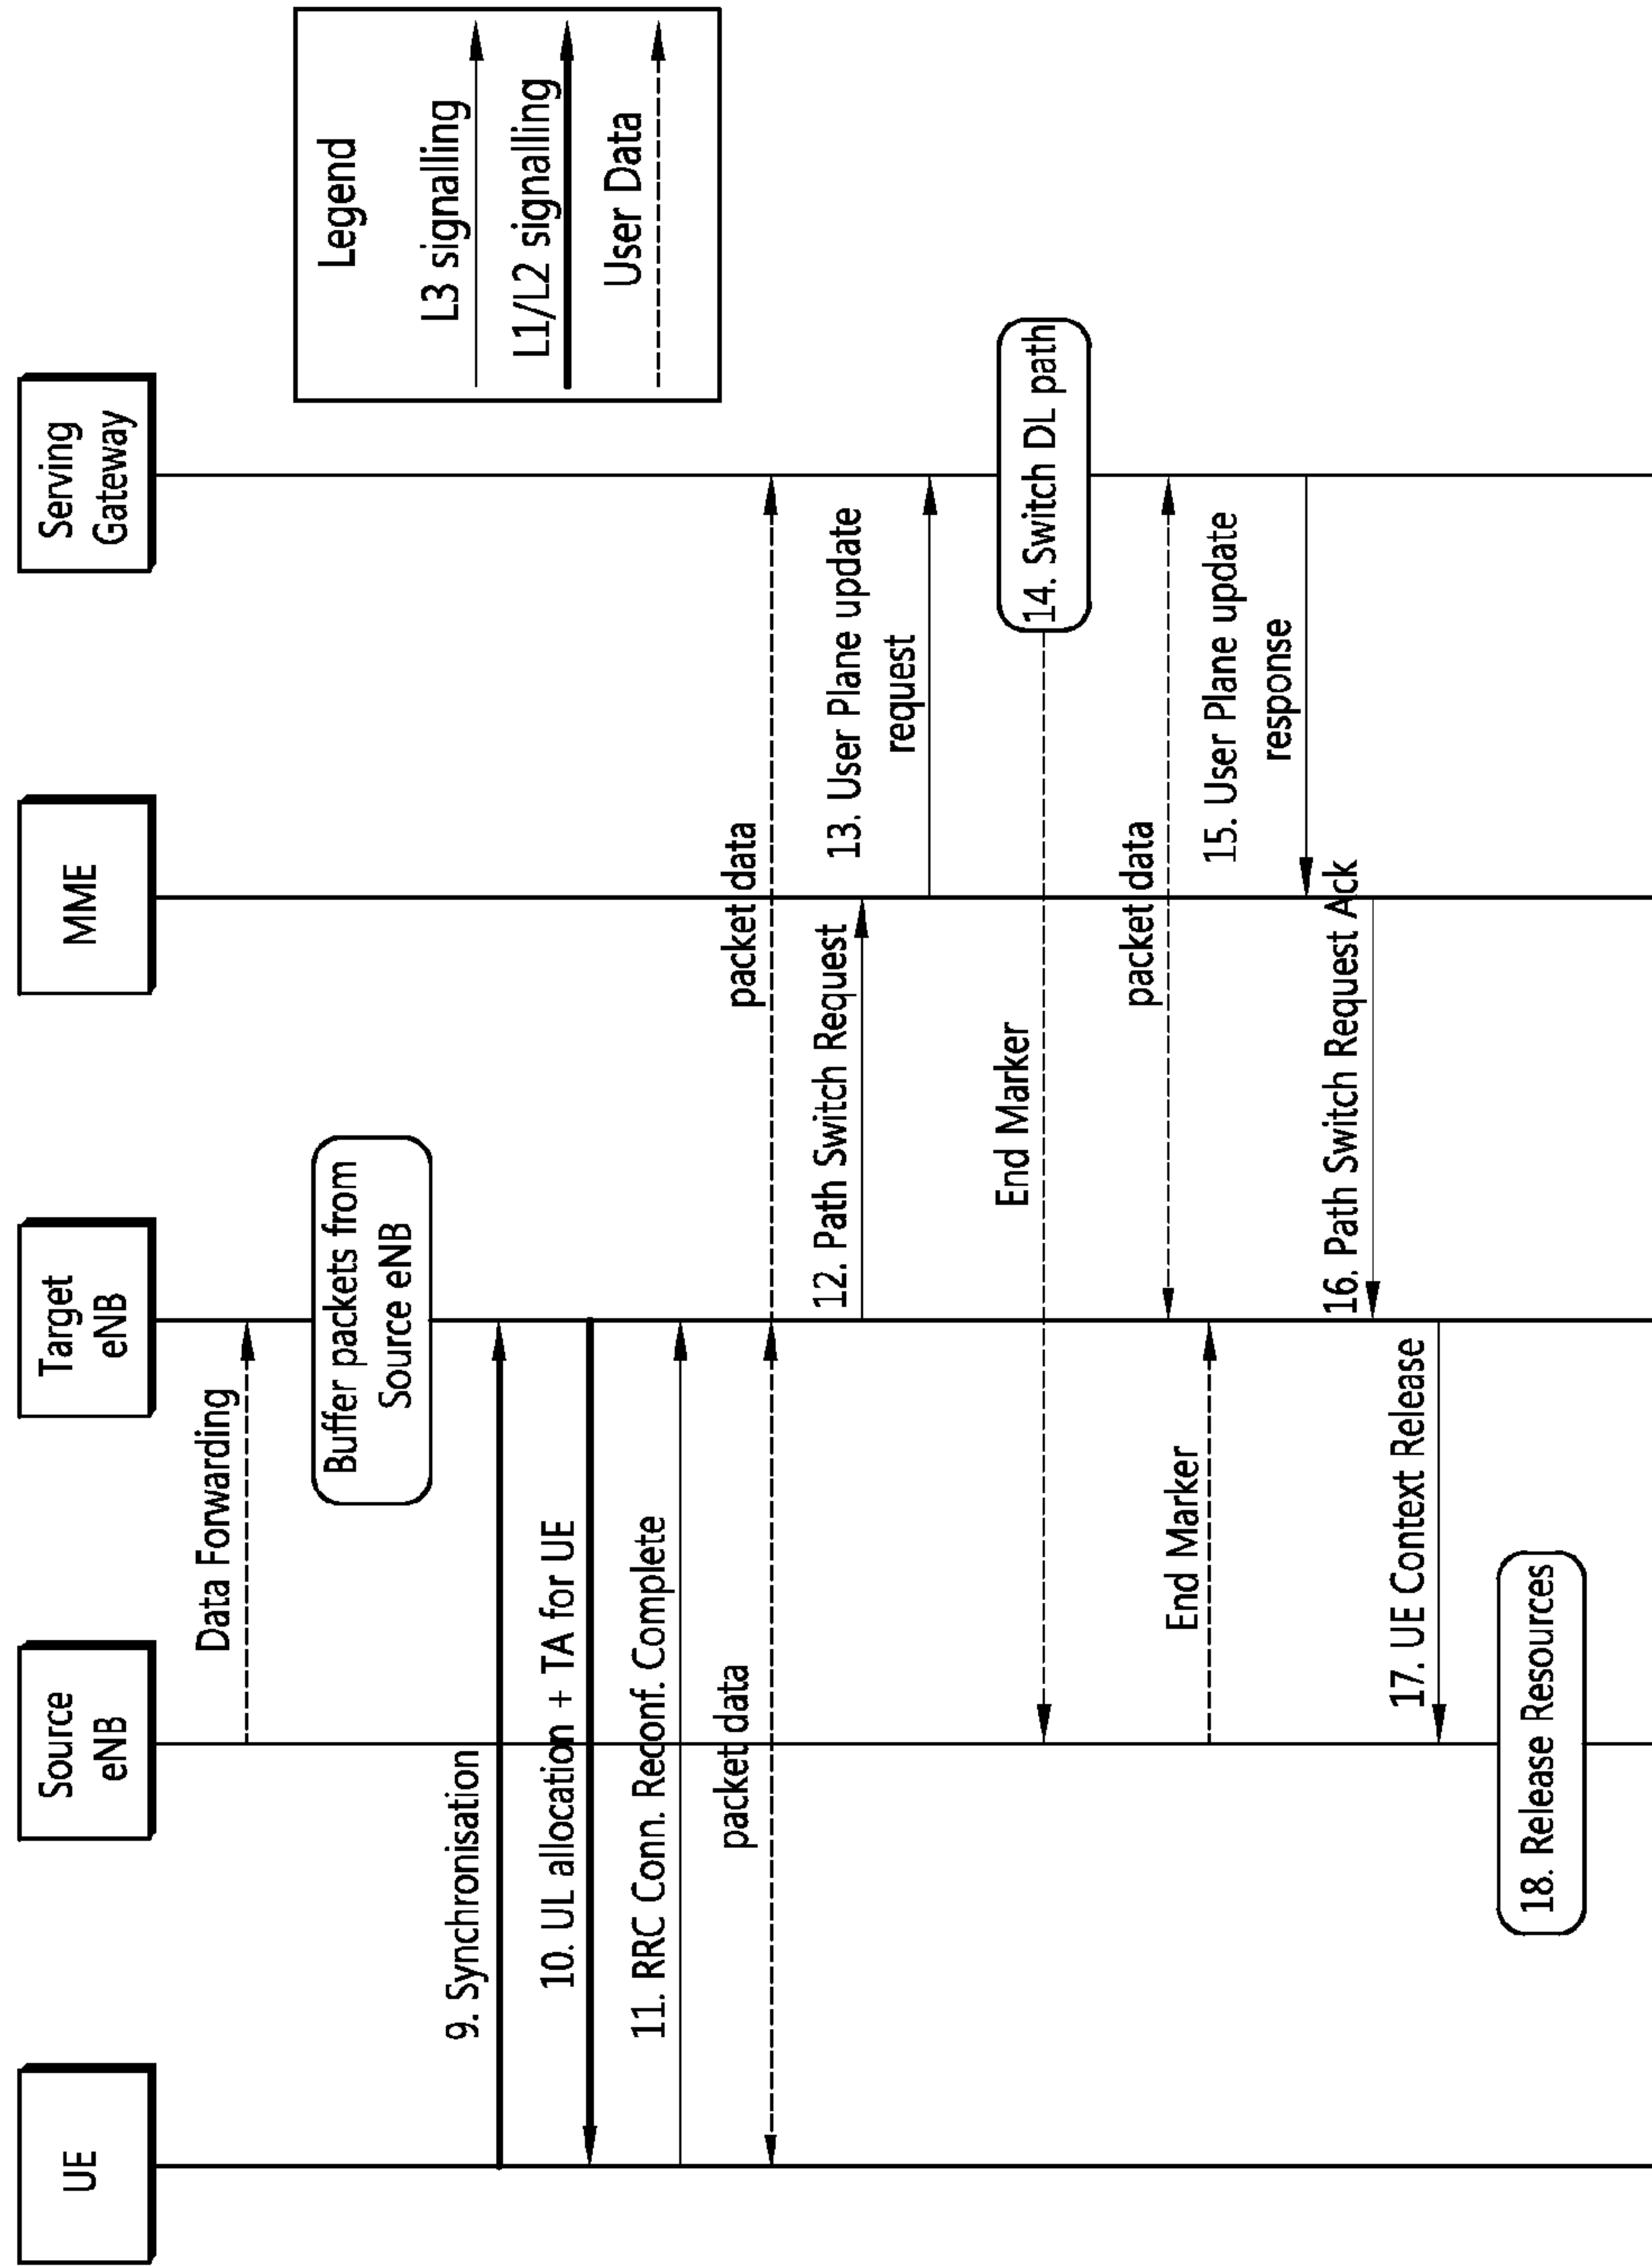 UE
Source
eNB
Target
eNB
MME
Serving
Gateway
Legend
L3 signalling
L1/L2 signalling
User Data
Data Forwarding
Buffer packets from
Source eNB
9. Synchronisation
10. UL allocation + TA for UE
11. RRC Conn. Reconf. Complete
packet data
packet data
12. Path Switch Request
13. User Plane update
request
End Marker
14. Switch DL path
packet data
End Marker
15. User Plane update
response
16. Path Switch Request Ack
17. UE Context Release
18. Release Resources